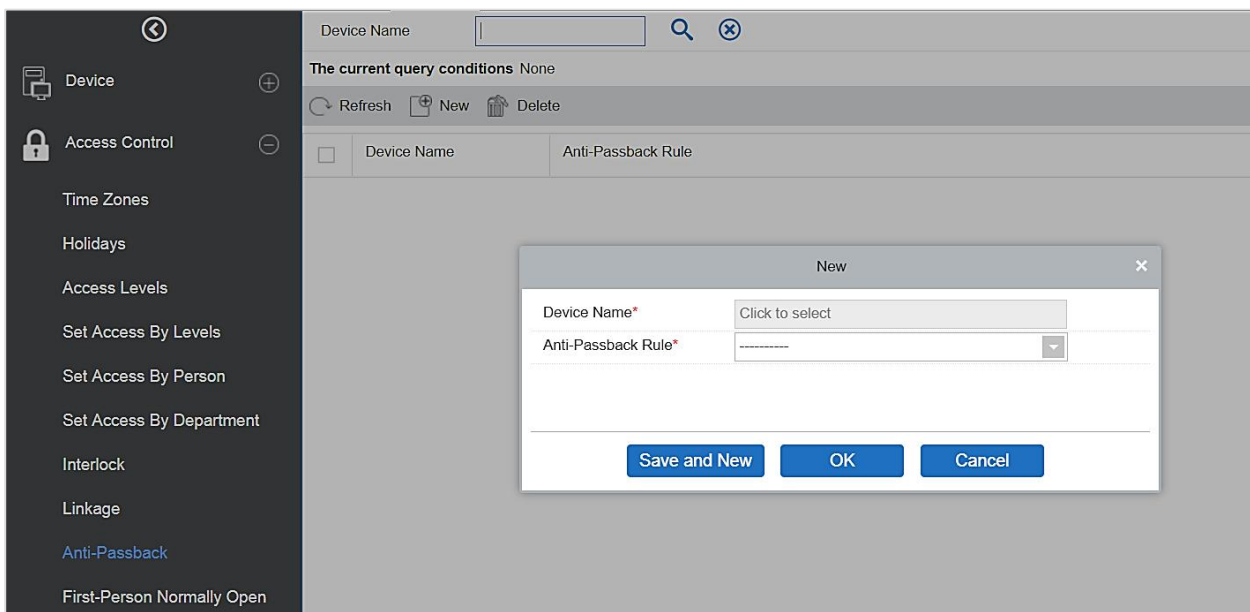 Device
Access Control
Time Zones
Holidays
Access Levels
Set Access By Levels
Set Access By Person
Set Access By Department
Interlock
Linkage
Anti-Passback
First-Person Normally Open
Device Name
The current query conditions None
Refresh New Delete
Device Name Anti-Passback Rule
New
Device Name* Click to select
Anti-Passback Rule* ----------
Save and New OK Cancel